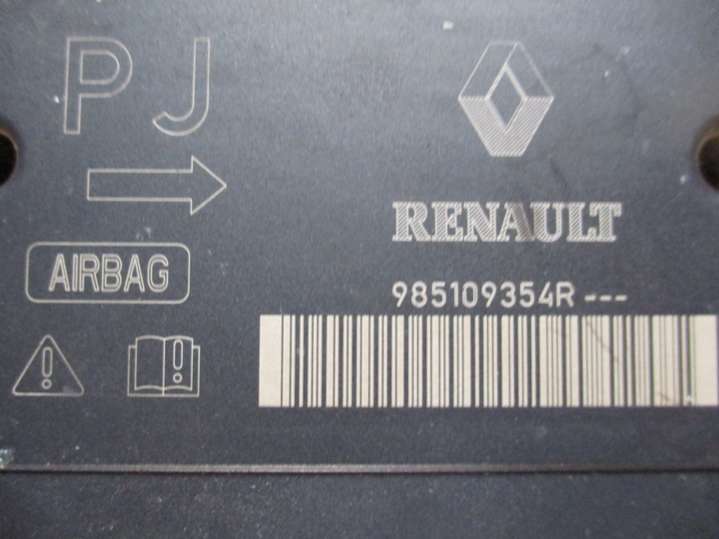 PJ
RENAULT
AIRBAG
985109354R ---